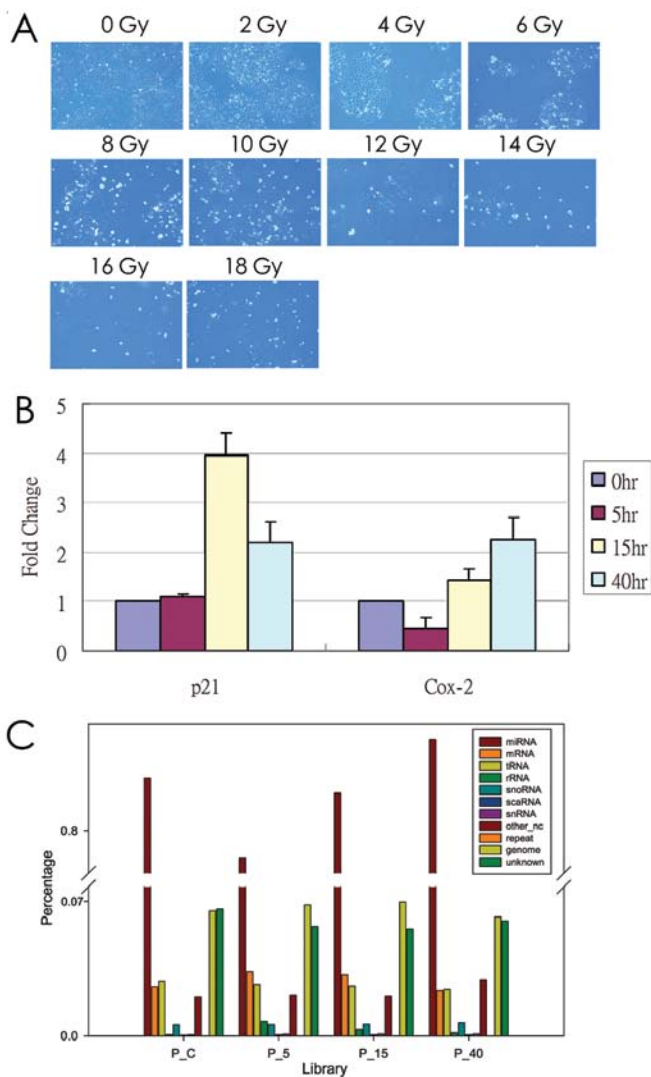 A
0 Gy 2 Gy 4 Gy 6 Gy
8 Gy 10 Gy 12 Gy 14 Gy
16 Gy 18 Gy
B
5
4
3
2
1
0
Fold Change
p21 Cox-2
0hr
5hr
15hr
40hr
C
0.8
0.07
0.0
Percentage
P_C P_5 P_15 P_40
Library
miRNA
mRNA
tRNA
rRNA
snoRNA
scaRNA
snRNA
other_nc
repeat
genome
unknown